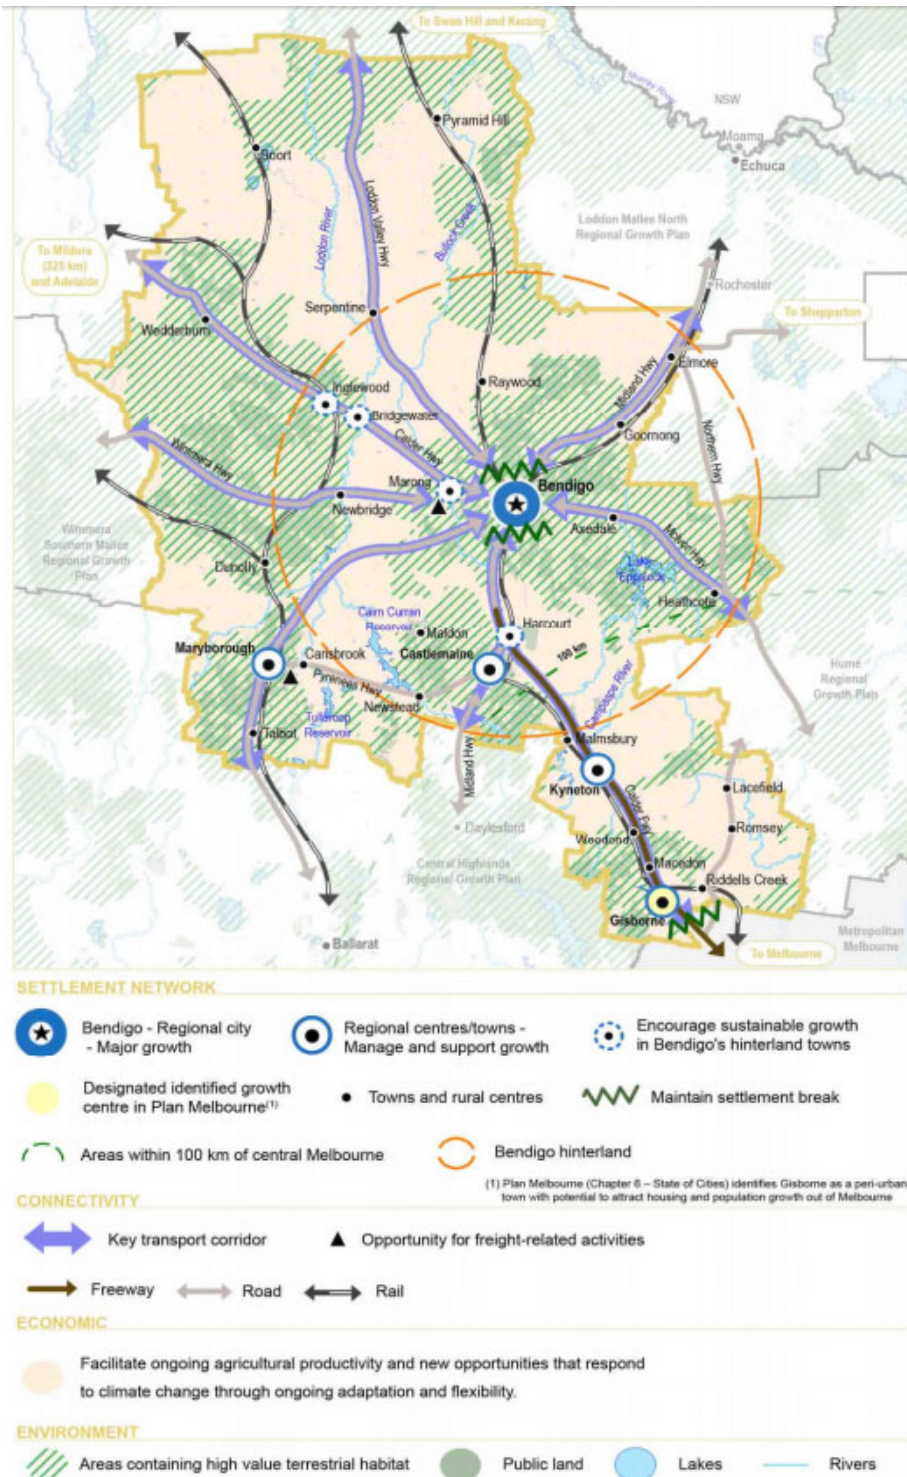 To Swan Hill and Kerang
Murray River
NSW
Moama
Echuca
Pyramid Hill
Boort
Loddon Valley Hwy
Loddon River
Bullock Creek
Loddon Mallee North
Regional Growth Plan
To Mildura
(325 km)
and Adelaide
Rochester
To Shepparton
Serpentine
Wedderburn
Elmore
Midland Hwy
Raywood
Inglewood
Bridgewater
Goornong
Northern Hwy
Calder Hwy
Wimmera Hwy
Marong
Bendigo
Newbridge
Axedale
McIvor Hwy
Wimmera
Southern Mallee
Regional Growth
Plan
Dunolly
Lake
Eppalock
Heathcote
Cairn Curran
Reservoir
Harcourt
Maldon
Maryborough
Carisbrook
Castlemaine
100 km
Campaspe River
Hume
Regional
Growth Plan
Pyrenees Hwy
Newstead
Tullaroop
Reservoir
Talbot
Malmsbury
Midland Hwy
Kyneton
Calder Fwy
Lacefield
Daylesford
Woodend
Romsey
Central Highlands
Regional Growth Plan
Macedon
Riddells Creek
Gisborne
Ballarat
Metropolitan
Melbourne
To Melbourne
SETTLEMENT NETWORK
Bendigo - Regional city
- Major growth
Regional centres/towns -
Manage and support growth
Encourage sustainable growth
in Bendigo's hinterland towns
Designated identified growth
centre in Plan Melbourne(1)
Towns and rural centres
Maintain settlement break
Areas within 100 km of central Melbourne
Bendigo hinterland
(1) Plan Melbourne (Chapter 6 – State of Cities) identifies Gisborne as a peri-urban
town with potential to attract housing and population growth out of Melbourne
CONNECTIVITY
Key transport corridor
Opportunity for freight-related activities
Freeway
Road
Rail
ECONOMIC
Facilitate ongoing agricultural productivity and new opportunities that respond
to climate change through ongoing adaptation and flexibility.
ENVIRONMENT
Areas containing high value terrestrial habitat
Public land
Lakes
Rivers